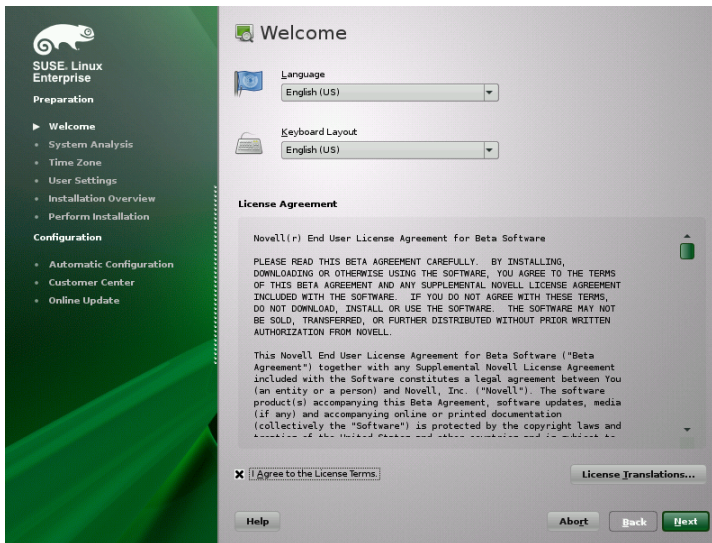 SUSE. Linux
Enterprise
Preparation
Welcome
System Analysis
Time Zone
User Settings
Installation Overview
Perform Installation
Configuration
Automatic Configuration
Customer Center
Online Update
Welcome
Language
English (US)
Keyboard Layout
English (US)
License Agreement
Novell(r) End User License Agreement for Beta Software
PLEASE READ THIS BETA AGREEMENT CAREFULLY.  BY INSTALLING,
DOWNLOADING OR OTHERWISE USING THE SOFTWARE, YOU AGREE TO THE TERMS
OF THIS BETA AGREEMENT AND ANY SUPPLEMENTAL NOVELL LICENSE AGREEMENT
INCLUDED WITH THE SOFTWARE.  IF YOU DO NOT AGREE WITH THESE TERMS,
DO NOT DOWNLOAD, INSTALL OR USE THE SOFTWARE.  THE SOFTWARE MAY NOT
BE SOLD, TRANSFERRED, OR FURTHER DISTRIBUTED WITHOUT PRIOR WRITTEN
AUTHORIZATION FROM NOVELL.
This Novell End User License Agreement for Beta Software ("Beta
Agreement") together with any Supplemental Novell License Agreement
included with the Software constitutes a legal agreement between You
(an entity or a person) and Novell, Inc. ("Novell"). The software
product(s) accompanying this Beta Agreement, software updates, media
(if any) and accompanying online or printed documentation
(collectively the "Software") is protected by the copyright laws and
I Agree to the License Terms.
License Translations...
Help
Abort
Back
Next